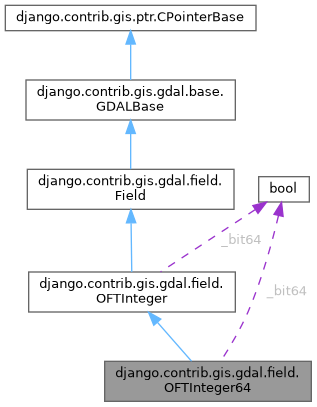 django.contrib.gis.ptr.CPointerBase
django.contrib.gis.gdal.base.
GDALBase
django.contrib.gis.gdal.field.
Field
bool
_bit64
django.contrib.gis.gdal.field.
OFTInteger
_bit64
django.contrib.gis.gdal.field.
OFTInteger64